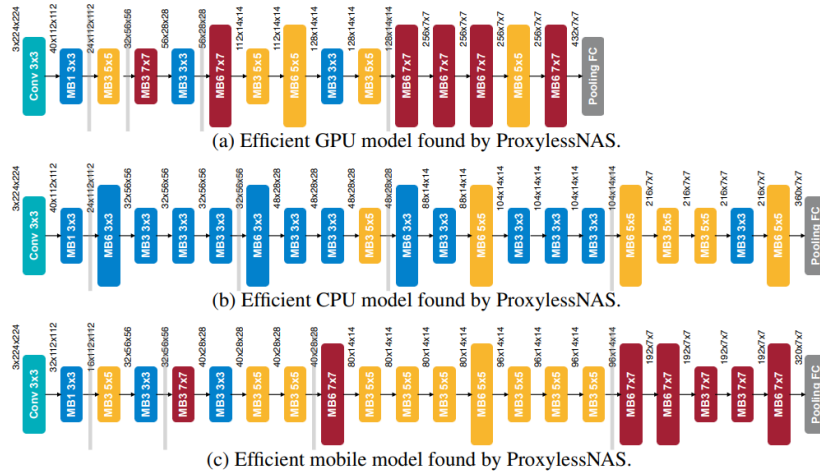 3x224x224
40x112x112
24x112x112
32x56x56
56x28x28
56x28x28
112x14x14
112x14x14
128x14x14
128x14x14
128x14x14
256x7x7
256x7x7
256x7x7
256x7x7
432x7x7
Conv 3x3
MB1 3x3
MB3 5x5
MB3 7x7
MB3 3x3
MB6 7x7
MB3 5x5
MB6 5x5
MB3 3x3
MB3 5x5
MB6 7x7
MB6 7x7
MB6 7x7
MB6 5x5
MB6 7x7
Pooling FC
(a) Efficient GPU model found by ProxylessNAS.
3x224x224
40x112x112
24x112x112
32x56x56
32x56x56
32x56x56
32x56x56
48x28x28
48x28x28
48x28x28
48x28x28
88x14x14
88x14x14
104x14x14
104x14x14
104x14x14
104x14x14
216x7x7
216x7x7
216x7x7
216x7x7
360x7x7
Conv 3x3
MB1 3x3
MB6 3x3
MB3 3x3
MB3 3x3
MB3 3x3
MB6 3x3
MB3 3x3
MB3 3x3
MB3 5x5
MB6 3x3
MB3 3x3
MB6 5x5
MB3 3x3
MB3 3x3
MB3 3x3
MB6 5x5
MB3 5x5
MB3 5x5
MB3 3x3
MB6 5x5
Pooling FC
(b) Efficient CPU model found by ProxylessNAS.
3x224x224
32x112x112
16x112x112
32x56x56
32x56x56
40x28x28
40x28x28
40x28x28
40x28x28
80x14x14
80x14x14
80x14x14
80x14x14
96x14x14
96x14x14
96x14x14
96x14x14
192x7x7
192x7x7
192x7x7
192x7x7
320x7x7
Conv 3x3
MB1 3x3
MB3 5x5
MB3 3x3
MB3 7x7
MB3 3x3
MB3 5x5
MB3 5x5
MB6 7x7
MB3 5x5
MB3 5x5
MB3 5x5
MB6 5x5
MB3 5x5
MB3 5x5
MB3 5x5
MB6 7x7
MB6 7x7
MB3 7x7
MB3 7x7
MB6 7x7
Pooling FC
(c) Efficient mobile model found by ProxylessNAS.